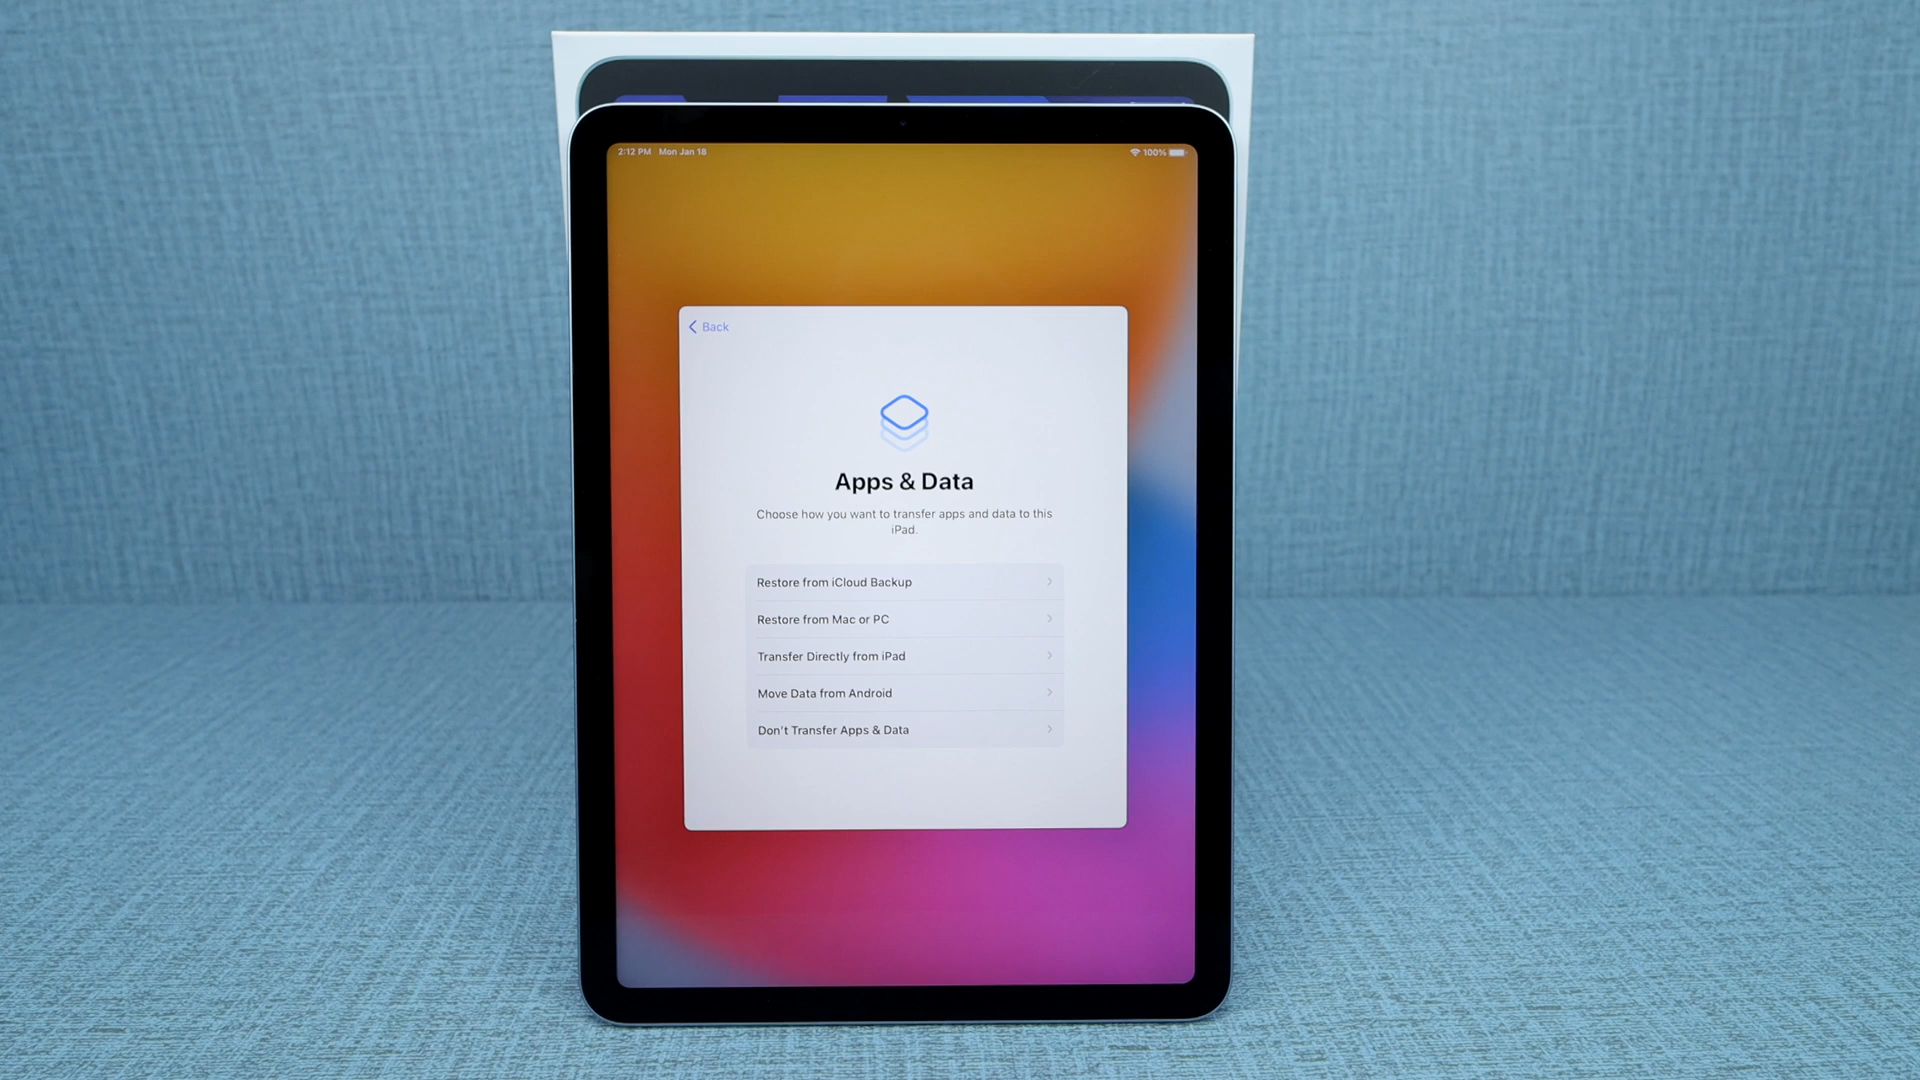 2:12 PM Mon Jan 18
100%
Back
Apps & Data
Choose how you want to transfer apps and data to this
iPad.
Restore from iCloud Backup
Restore from Mac or PC
Transfer Directly from iPad
Move Data from Android
Don't Transfer Apps & Data